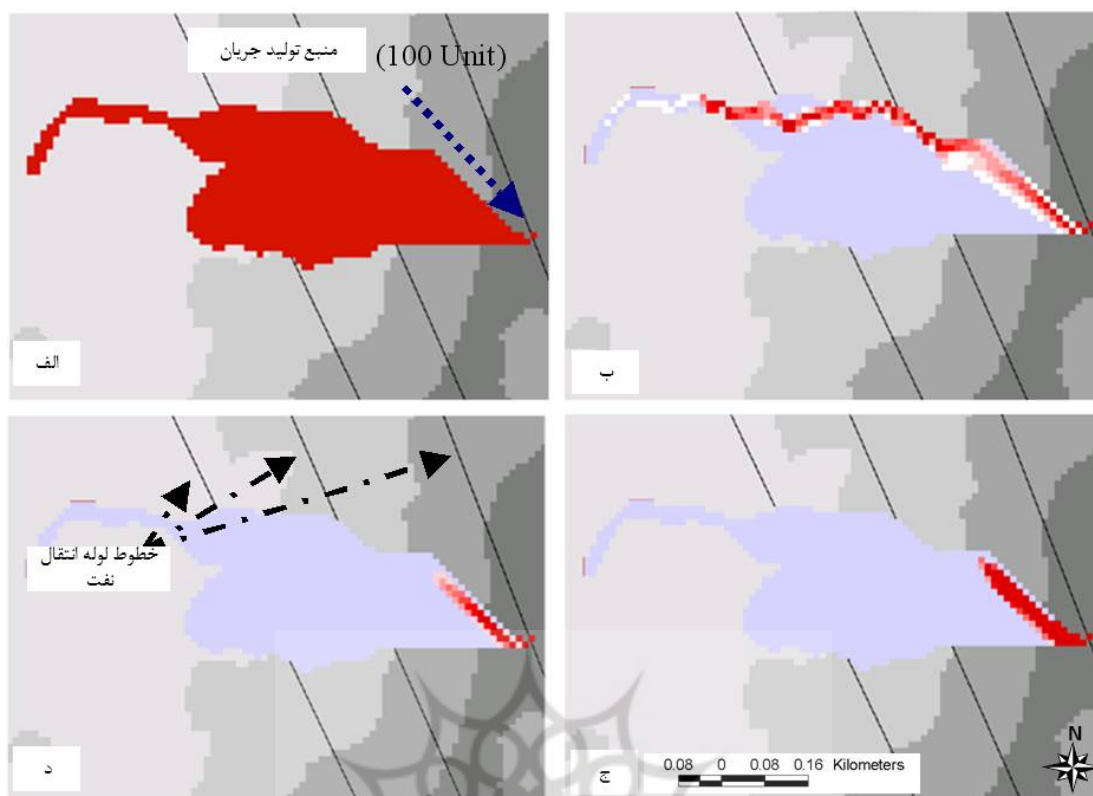 منبع تولید جریان
(100 Unit)
الف
ب
خطوط لوله انتقال
نفت
د
ج
0.08 0 0.08 0.16 Kilometers
N